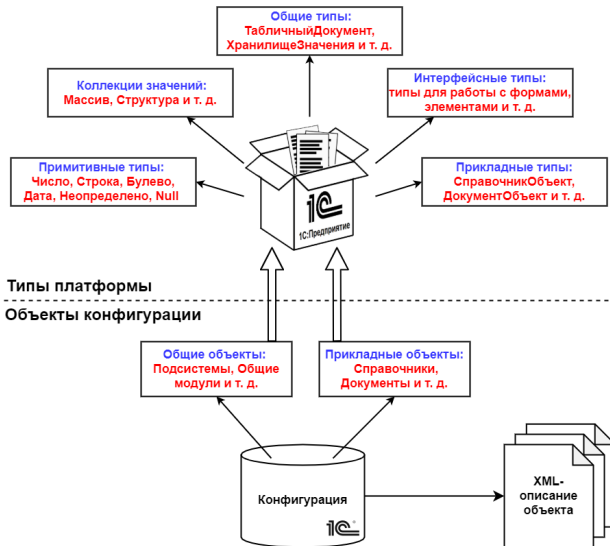 Общие типы:
ТабличныйДокумент,
ХранилищеЗначения и т. д.
Коллекции значений:
Массив, Структура и т. д.
Интерфейсные типы:
типы для работы с формами,
элементами и т. д.
Примитивные типы:
Число, Строка, Булево,
Дата, Неопределено, Null
Прикладные типы:
СправочникОбъект,
ДокументОбъект и т. д.
1С
1С:Предприятие
Типы платформы
Объекты конфигурации
Общие объекты:
Подсистемы, Общие
модули и т. д.
Прикладные объекты:
Справочники,
Документы и т. д.
Конфигурация
1С
XML-
описание
объекта